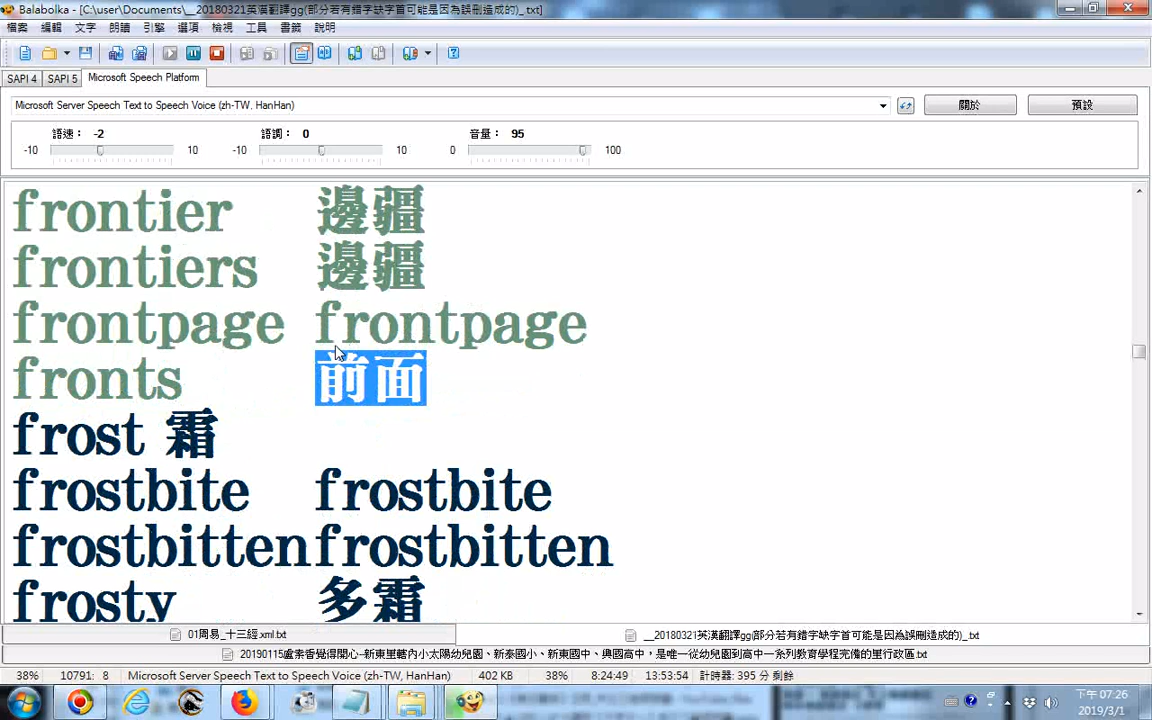 Balabolka - [C:\user\Documents\__20180321英漢翻譯gg(部分若有錯字缺字首可能是因為誤刪造成的)_.txt]
檔案 編輯 文字 朗讀 引擎 選項 檢視 工具 書籤 說明
SAPI 4 SAPI 5 Microsoft Speech Platform
Microsoft Server Speech Text to Speech Voice (zh-TW, HanHan) 關於 預設
語速： -2 語調： 0 音量： 95
-10 10 -10 10 0 100
frontier 邊疆
frontiers 邊疆
frontpage frontpage
fronts 前面
frost 霜
frostbite frostbite
frostbitten frostbitten
frosty 多霜
01周易_十三經.xml.txt __20180321英漢翻譯gg(部分若有錯字缺字首可能是因為誤刪造成的)_.txt
20190115盧素香覺得開心--新東里轄內小太陽幼兒園、新泰國小、新東國中、興國高中，是唯一從幼兒園到高中一系列教育學程完備的里行政區.txt
38% 10791: 8 Microsoft Server Speech Text to Speech Voice (zh-TW, HanHan) 402 KB 38% 8:24:49 13:53:54 計時器: 395 分 剩餘
下午 07:26
2019/3/1